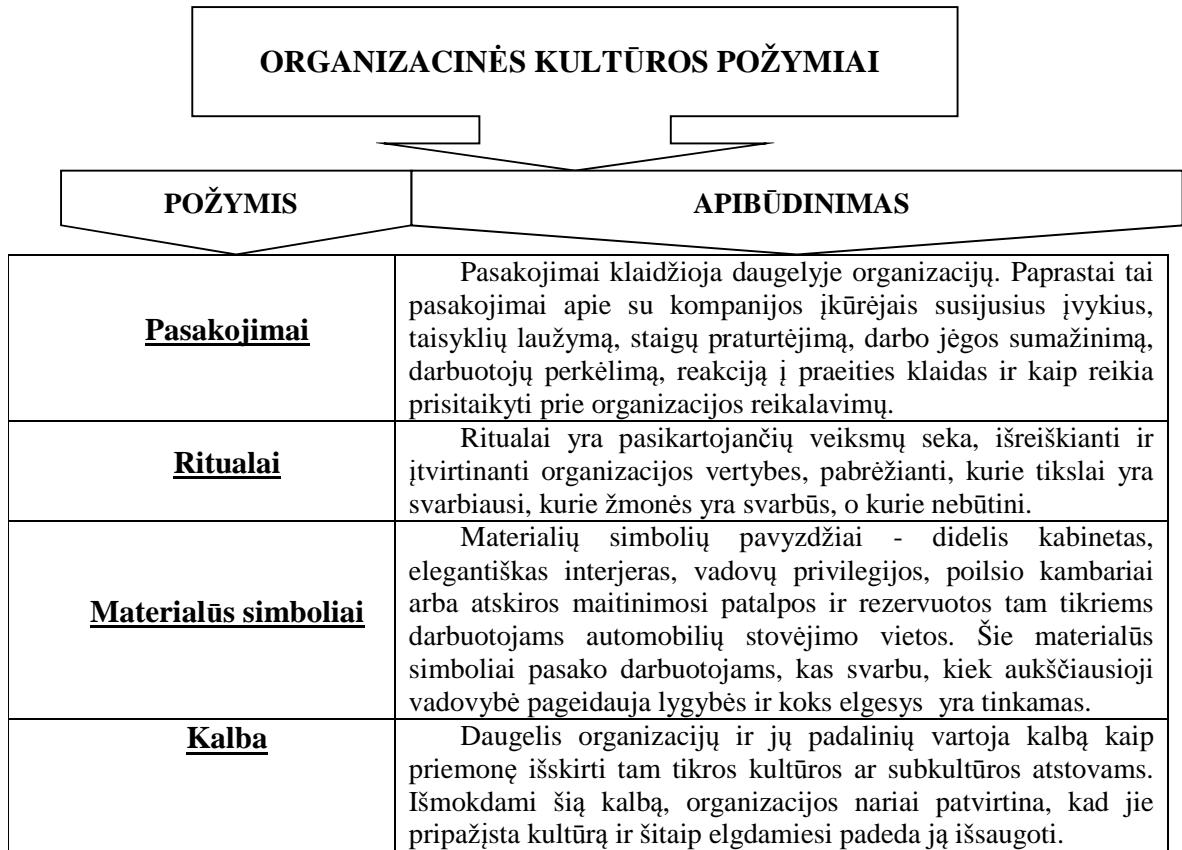 ORGANIZACINĖS KULTŪROS POŽYMIAI
POŽYMIS
APIBŪDINIMAS
Pasakojimai
Pasakojimai klaidžioja daugelyje organizacijų. Paprastai tai
pasakojimai apie su kompanijos įkūrėjais susijusius įvykius,
taisyklių laužymą, staigų praturtėjimą, darbo jėgos sumažinimą,
darbuotojų perkėlimą, reakciją į praeities klaidas ir kaip reikia
prisitaikyti prie organizacijos reikalavimų.
Ritualai
Ritualai yra pasikartojančių veiksmų seka, išreiškianti ir
įtvirtinanti organizacijos vertybes, pabrėžianti, kurie tikslai yra
svarbiausi, kurie žmonės yra svarbūs, o kurie nebūtini.
Materialūs simboliai
Materialių simbolių pavyzdžiai - didelis kabinetas,
elegantiškas interjeras, vadovų privilegijos, poilsio kambariai
arba atskiros maitinimosi patalpos ir rezervuotos tam tikriems
darbuotojams automobilių stovėjimo vietos. Šie materialūs
simboliai pasako darbuotojams, kas svarbu, kiek aukščiausioji
vadovybė pageidauja lygybės ir koks elgesys yra tinkamas.
Kalba
Daugelis organizacijų ir jų padalinių vartoja kalbą kaip
priemonę išskirti tam tikros kultūros ar subkultūros atstovams.
Išmokdami šią kalbą, organizacijos nariai patvirtina, kad jie
pripažįsta kultūrą ir šitaip elgdamiesi padeda ją išsaugoti.